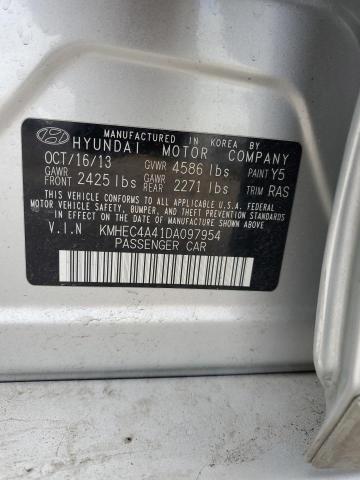 MANUFACTURED IN KOREA BY
HYUNDAI MOTOR COMPANY
OCT/16/13 GVWR 4586 lbs PAINT Y5
GAWR FRONT 2425 lbs GAWR REAR 2271 lbs TRIM RAS
THIS VEHICLE CONFORMS TO ALL APPLICABLE U.S.A. FEDERAL
MOTOR VEHICLE SAFETY, BUMPER, AND THEFT PREVENTION
STANDARDS IN EFFECT ON THE DATE OF MANUFACTURE SHOWN ABOVE.
V.I.N KMHEC4A41DA097954
PASSENGER CAR